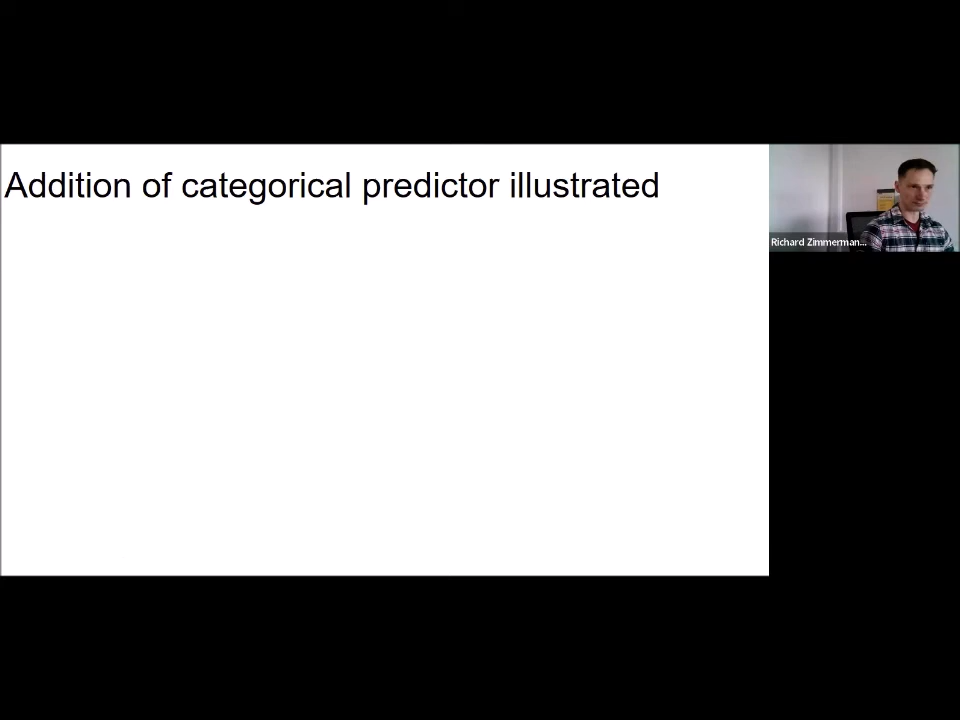 Addition of categorical predictor illustrated
Richard Zimmerman...